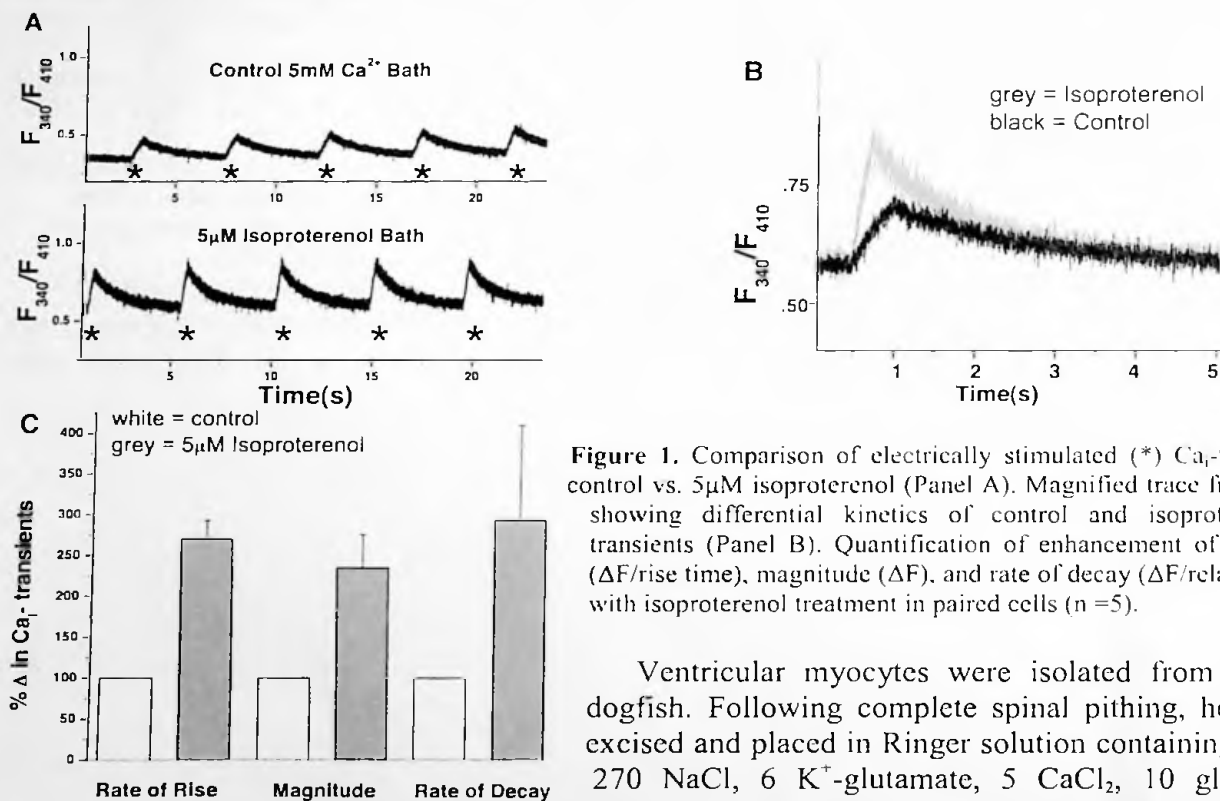 A
1.0
Control 5mM Ca²⁺ Bath
F340/F410
0.5
* * * * *
5 10 15 20
5µM Isoproterenol Bath
1.0
F340/F410
0.5
* * * * *
5 10 15 20
Time(s)
B
grey = Isoproterenol
black = Control
.75
F340/F410
.50
1 2 3 4 5
Time(s)
C
white = control
grey = 5µM Isoproterenol
400
350
300
250
200
150
100
50
0
% Δ In Caᵢ- transients
Rate of Rise Magnitude Rate of Decay
Figure 1. Comparison of electrically stimulated (*) Caᵢ-
control vs. 5µM isoproterenol (Panel A). Magnified trace
showing differential kinetics of control and
transients (Panel B). Quantification of enhancement of
(ΔF/rise time), magnitude (ΔF), and rate of decay
with isoproterenol treatment in paired cells (n =5).
Ventricular myocytes were isolated from
dogfish. Following complete spinal pithing,
excised and placed in Ringer solution
270 NaCl, 6 K⁺-glutamate, 5 CaCl₂, 10